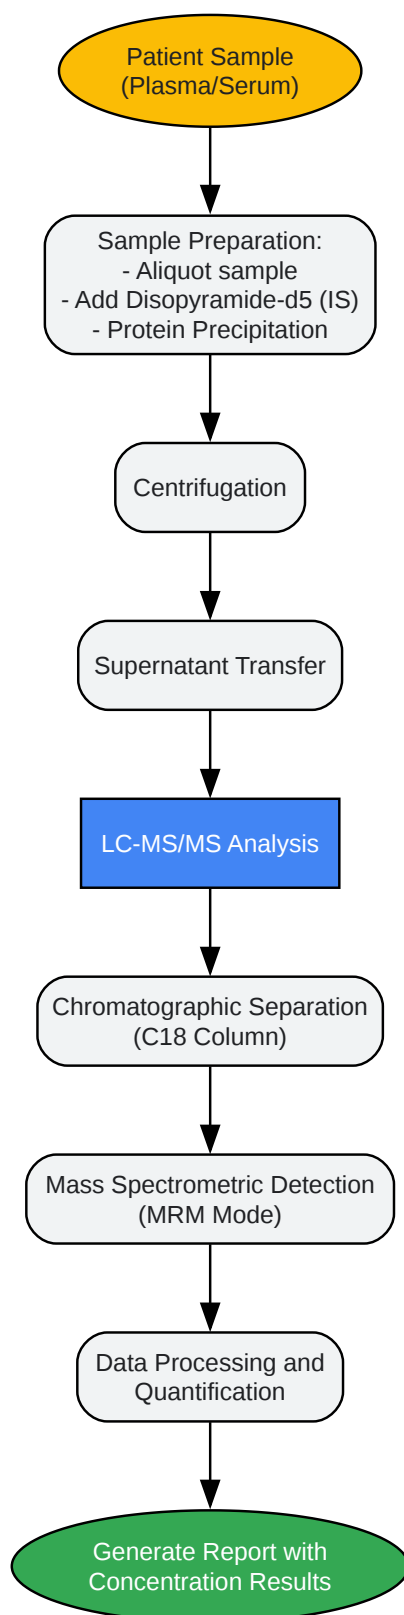 Patient Sample
(Plasma/Serum)
Sample Preparation:
- Aliquot sample
- Add Disopyramide-d5 (IS)
- Protein Precipitation
Centrifugation
Supernatant Transfer
LC-MS/MS Analysis
Chromatographic Separation
(C18 Column)
Mass Spectrometric Detection
(MRM Mode)
Data Processing and
Quantification
Generate Report with
Concentration Results